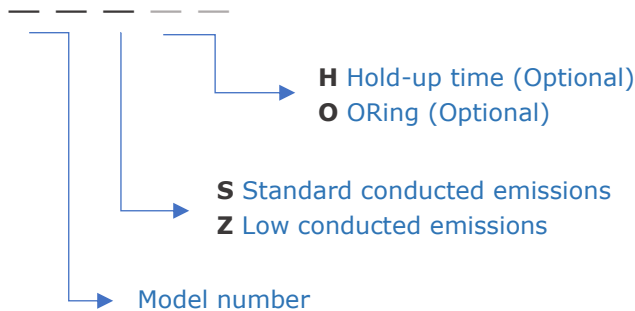 H Hold-up time (Optional)
O ORing (Optional)
S Standard conducted emissions
Z Low conducted emissions
Model number